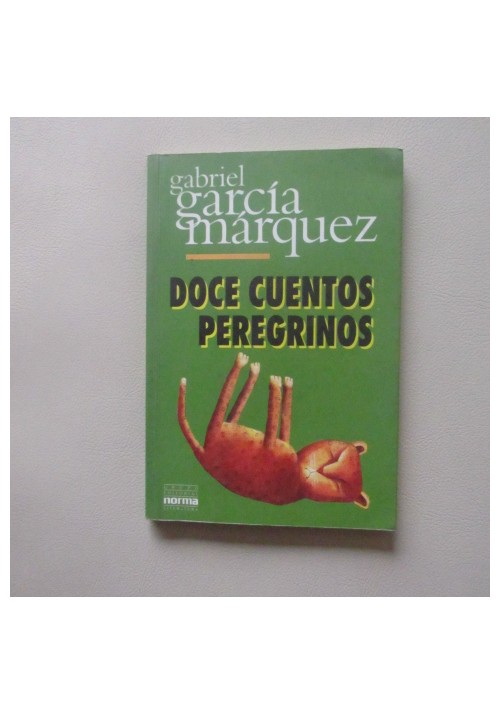 gabriel
garcía
márquez
DOCE CUENTOS
PEREGRINOS
norma